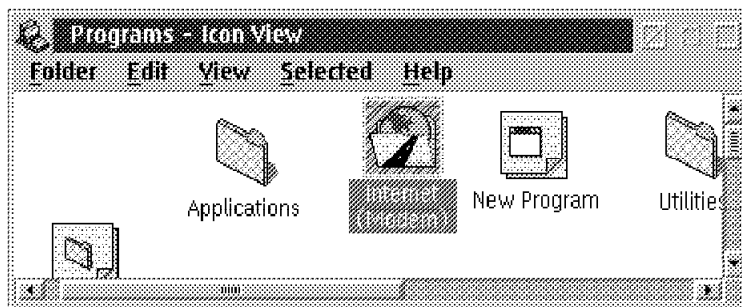 Programs - Icon View
Folder Edit View Selected Help
Applications
Internet
(Modem)
New Program
Utilities